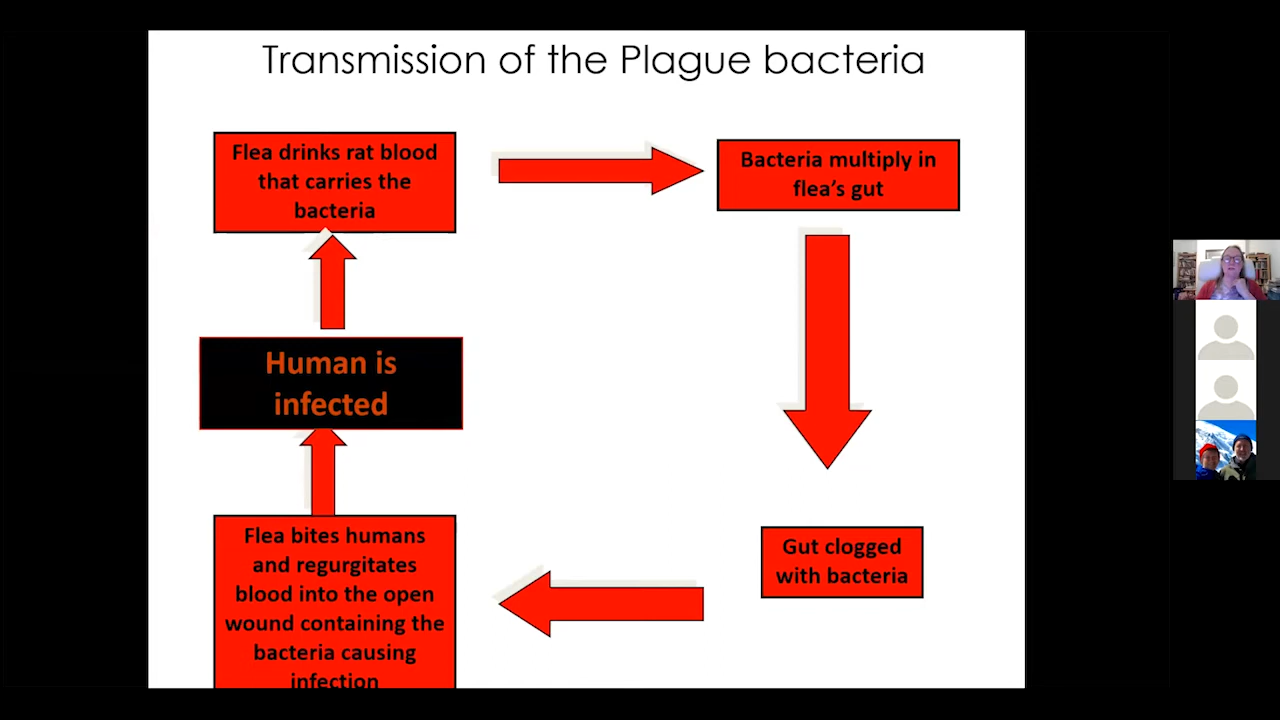 Transmission of the Plague bacteria
Flea drinks rat blood
that carries the
bacteria
Bacteria multiply in
flea's gut
Gut clogged
with bacteria
Flea bites humans
and regurgitates
blood into the open
wound containing the
bacteria causing
infection
Human is
infected